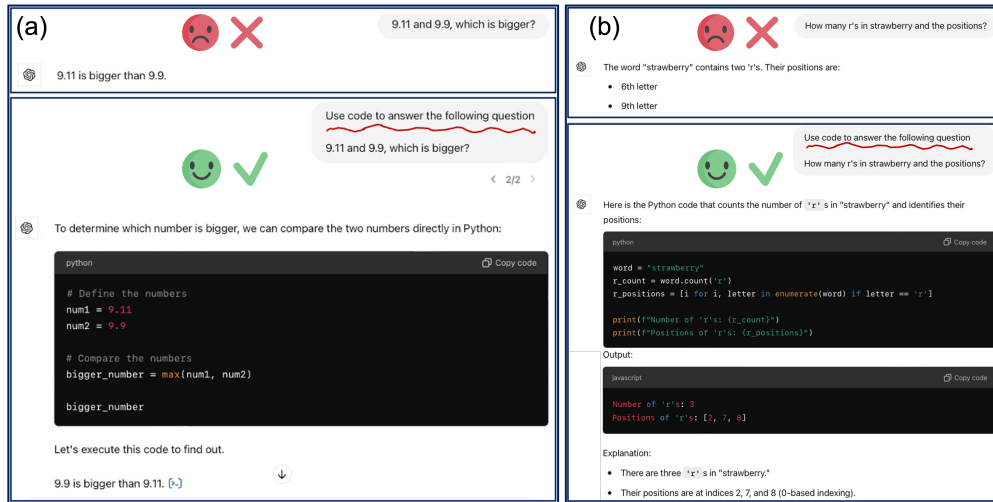 (a)
9.11 and 9.9, which is bigger?
9.11 is bigger than 9.9.
Use code to answer the following question
9.11 and 9.9, which is bigger?
< 2/2 >
To determine which number is bigger, we can compare the two numbers directly in Python:
python
Copy code
# Define the numbers
num1 = 9.11
num2 = 9.9
# Compare the numbers
bigger_number = max(num1, num2)
bigger_number
Let's execute this code to find out.
9.9 is bigger than 9.11. [>-]
(b)
How many r's in strawberry and the positions?
The word "strawberry" contains two 'r's. Their positions are:
• 6th letter
• 9th letter
Use code to answer the following question
How many r's in strawberry and the positions?
Here is the Python code that counts the number of 'r' s in "strawberry" and identifies their
positions:
python
Copy code
word = "strawberry"
r_count = word.count('r')
r_positions = [i for i, letter in enumerate(word) if letter == 'r']
print(f"Number of 'r's: {r_count}")
print(f"Positions of 'r's: {r_positions}")
Output:
javascript
Copy code
Number of 'r's: 3
Positions of 'r's: [2, 7, 8]
Explanation:
• There are three 'r' s in "strawberry."
• Their positions are at indices 2, 7, and 8 (0-based indexing).